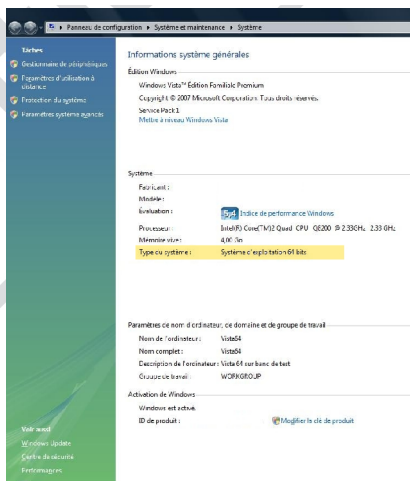 Panneau de configuration ▸ Système et maintenance ▸ Système
Tâches
Gestionnaire de périphériques
Paramètres d'utilisation à
distance
Protection du système
Paramètres système avancés
Informations système générales
Édition Windows
Windows Vista™ Édition Familiale Premium
Copyright © 2007 Microsoft Corporation. Tous droits réservés.
Service Pack 1
Mettre à niveau Windows Vista
Système
Fabricant :
Modèle :
Évaluation :
Indice de performance Windows
Processeur :
Intel(R) Core(TM)2 Quad CPU Q8200 @ 2.33GHz 2.33 GHz
Mémoire vive :
4,00 Go
Type du système :
Système d'exploitation 64 bits
Paramètres de nom d'ordinateur, de domaine et de groupe de travail
Nom de l'ordinateur :
Vista64
Nom complet :
Vista64
Description de l'ordinateur :
Vista 64 sur banc de test
Groupe de travail :
WORKGROUP
Activation de Windows
Windows est activé
ID de produit :
Modifier la clé de produit
Voir aussi
Windows Update
Centre de sécurité
Performances